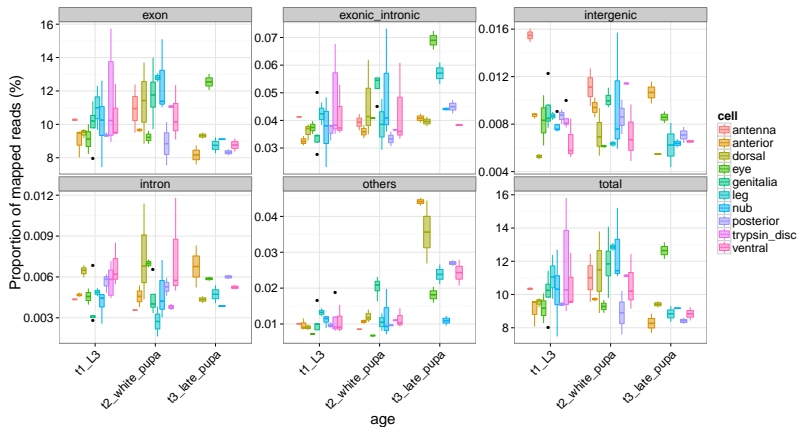 exon
exonic_intronic
intergenic
16
14
12
10
8
0.07
0.06
0.05
0.04
0.03
0.016
0.012
0.008
0.004
intron
others
total
0.012
0.009
0.006
0.003
0.04
0.03
0.02
0.01
16
14
12
10
8
t1_L3
t2_white_pupa
t3_late_pupa
t1_L3
t2_white_pupa
t3_late_pupa
t1_L3
t2_white_pupa
t3_late_pupa
age
Proportion of mapped reads (%)
cell
antenna
anterior
dorsal
eye
genitalia
leg
nub
posterior
trypsin_disc
ventral